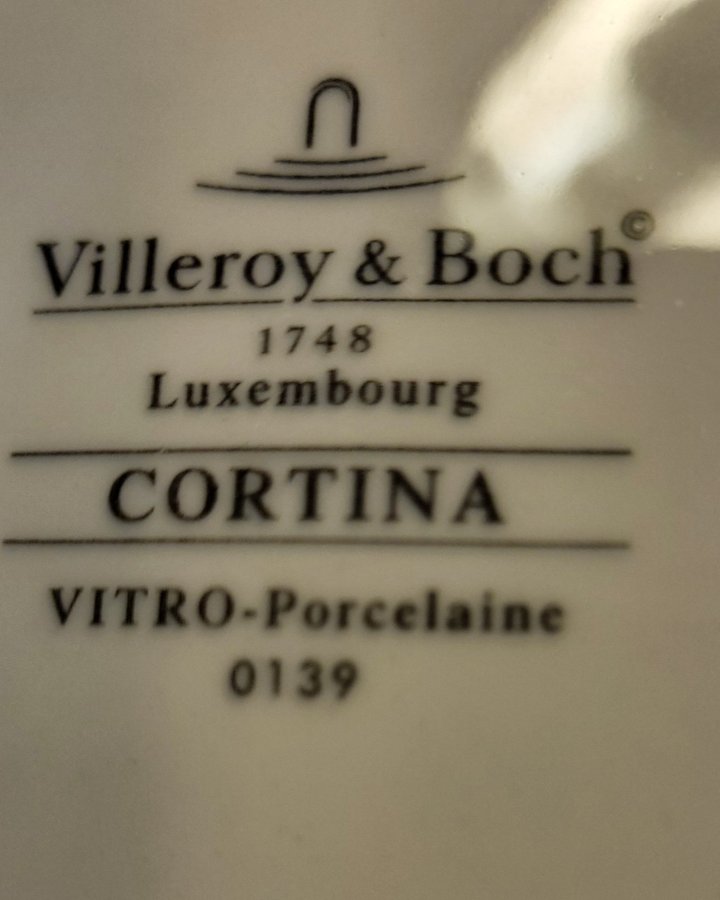 Villeroy & Boch©
1748
Luxembourg
CORTINA
VITRO-Porcelaine
0139